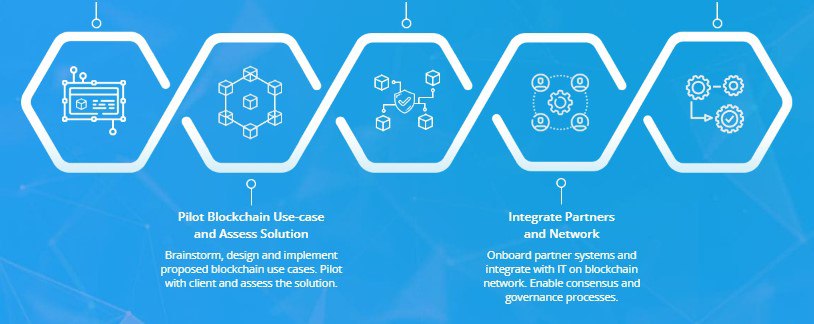 Pilot Blockchain Use-case
and Assess Solution
Brainstorm, design and implement
proposed blockchain use cases. Pilot
with client and assess the solution.
Integrate Partners
and Network
Onboard partner systems and
integrate with IT on blockchain
network. Enable consensus and
governance processes.